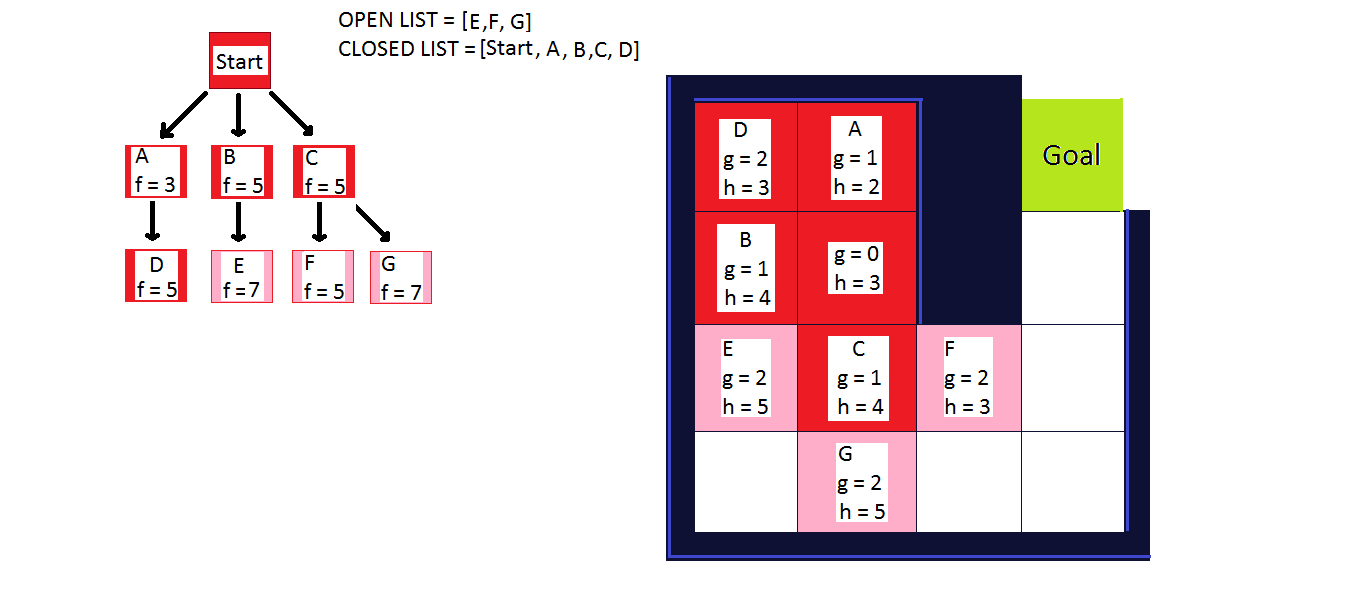 OPEN LIST = [E,F, G]
CLOSED LIST = [Start, A, B,C, D]
Start
A
f = 3
B
f = 5
C
f = 5
D
f = 5
E
f =7
F
f = 5
G
f = 7
D
g = 2
h = 3
A
g = 1
h = 2
Goal
B
g = 1
h = 4
g = 0
h = 3
E
g = 2
h = 5
C
g = 1
h = 4
F
g = 2
h = 3
G
g = 2
h = 5